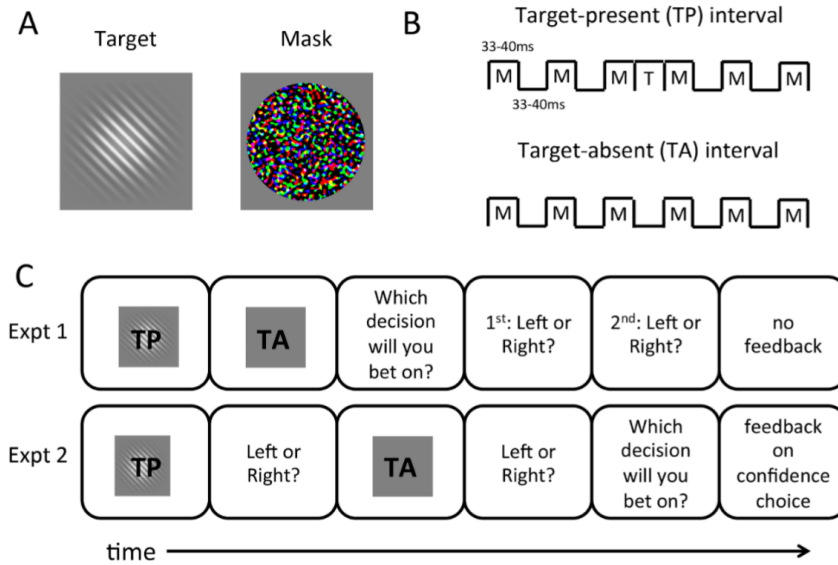 A
Target
Mask
B
Target-present (TP) interval
33-40ms
M
M
M
T
M
M
M
33-40ms
Target-absent (TA) interval
M
M
M
M
M
M
C
Expt 1
TP
TA
Which
decision
will you
bet on?
1st: Left or
Right?
2nd: Left or
Right?
no
feedback
Expt 2
TP
Left or
Right?
TA
Left or
Right?
Which
decision
will you
bet on?
feedback
on
confidence
choice
time